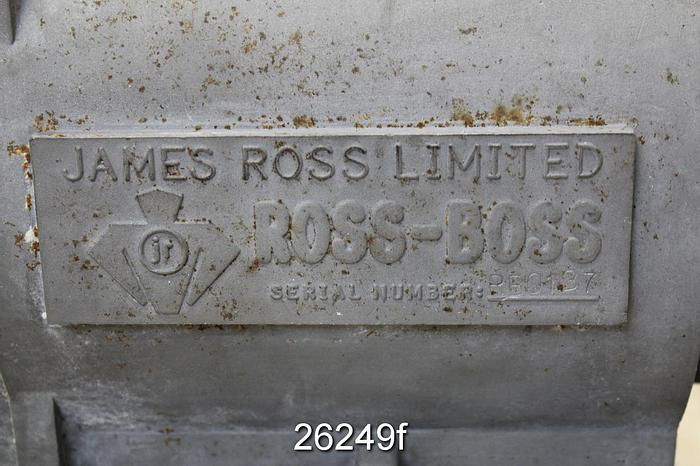 JAMES ROSS LIMITED
jr
ROSS-BOSS
SERIAL NUMBER:
26249f